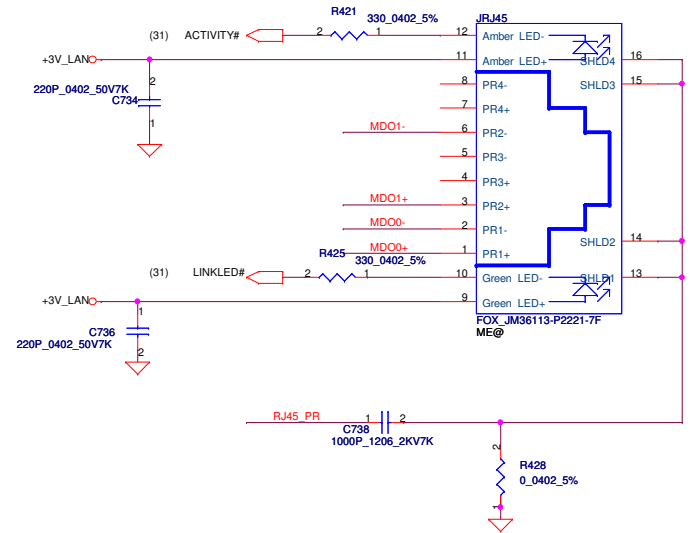 R421
330_0402_5%
JRJ45
(31) ACTIVITY# 2 1 12 Amber LED-
+3V_LAN 11 Amber LED+ SHLD4 16
8 PR4- SHLD3 15
2
220P_0402_50V7K
C734
1
7 PR4+
MDO1- 6 PR2-
5 PR3-
4 PR3+
MDO1+ 3 PR2+
MDO0- 2 PR1-
SHLD2 14
MDO0+ 1 PR1+
R425
330_0402_5%
(31) LINKLED# 2 1 10 Green LED- SHLD1 13
+3V_LAN 9 Green LED+
1
C736
220P_0402_50V7K
2
FOX_JM36113-P2221-7F
ME@
RJ45_PR 1 2
C738
1000P_1206_2KV7K
2
R428
0_0402_5%
1